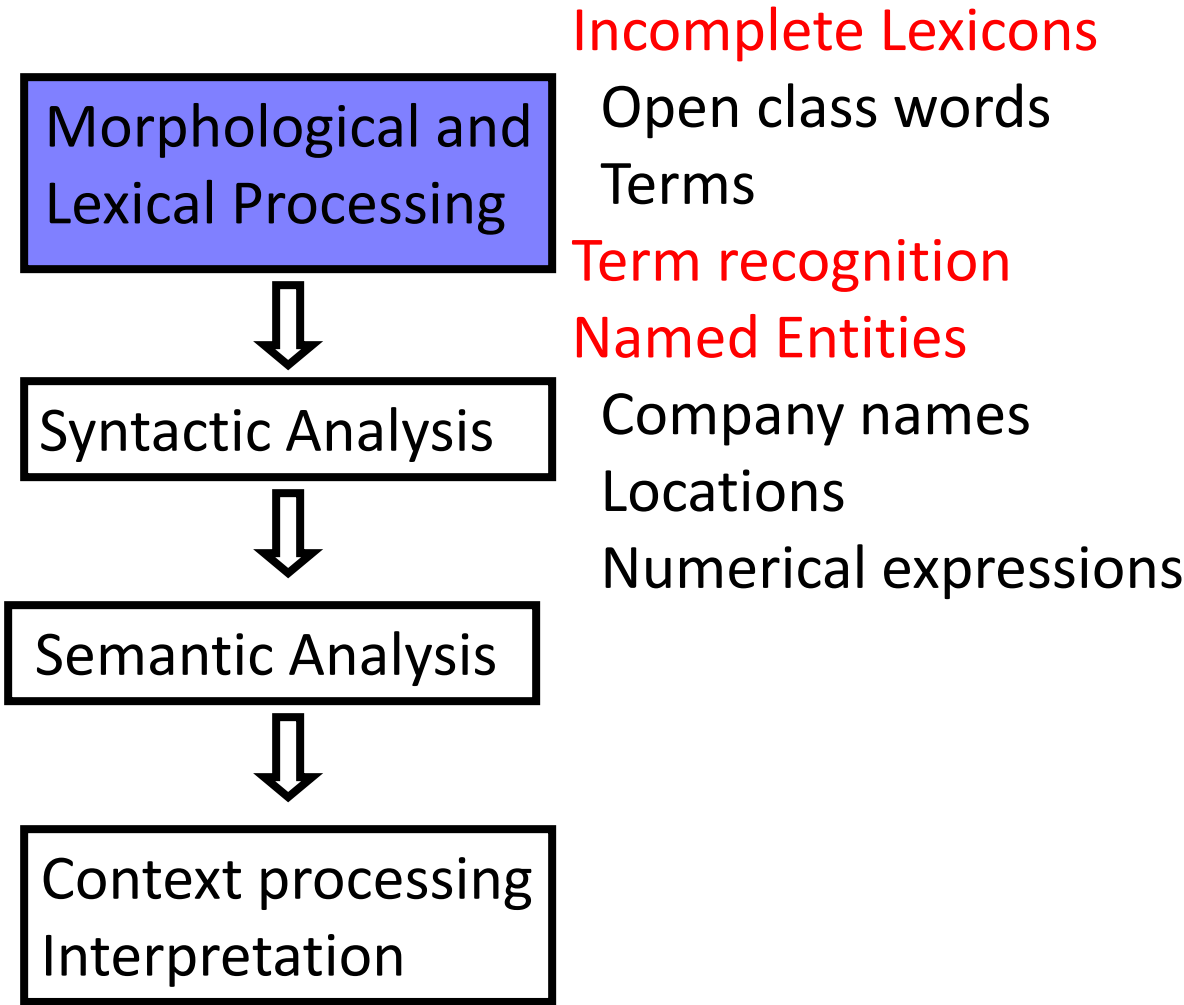 Morphological and
Lexical Processing
Syntactic Analysis
Semantic Analysis
Context processing
Interpretation
Incomplete Lexicons
Open class words
Terms
Term recognition
Named Entities
Company names
Locations
Numerical expressions